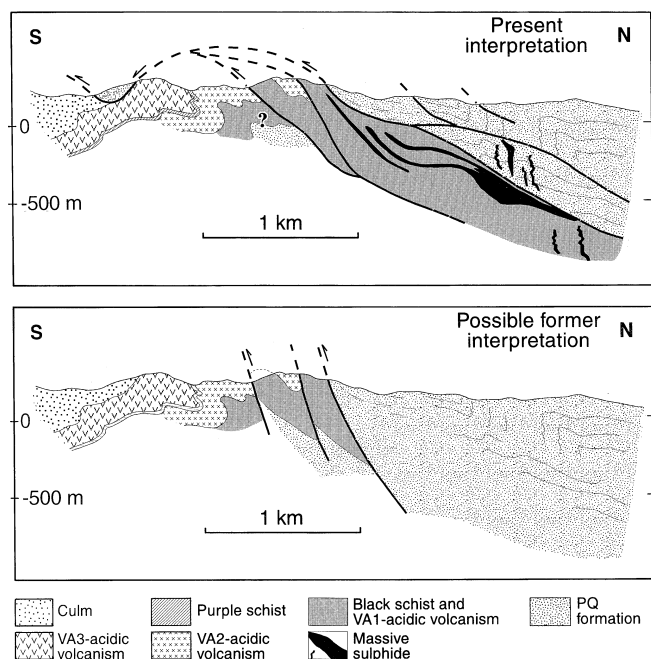 S
Present
N
interpretation
?
0
-500 m
1 km
S
Possible former
N
interpretation
0
-500 m
1 km
Culm
Purple schist
Black schist and
VA1-acidic volcanism
PQ
formation
VA3-acidic
volcanism
VA2-acidic
volcanism
Massive
sulphide